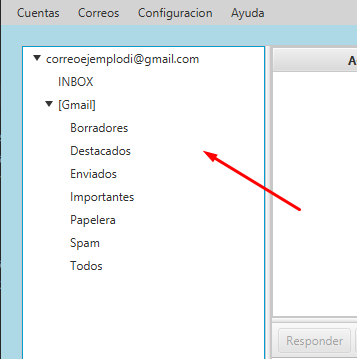 Cuentas Correos Configuracion Ayuda
correoejemplodi@gmail.com
INBOX
[Gmail]
Borradores
Destacados
Enviados
Importantes
Papelera
Spam
Todos
Responder